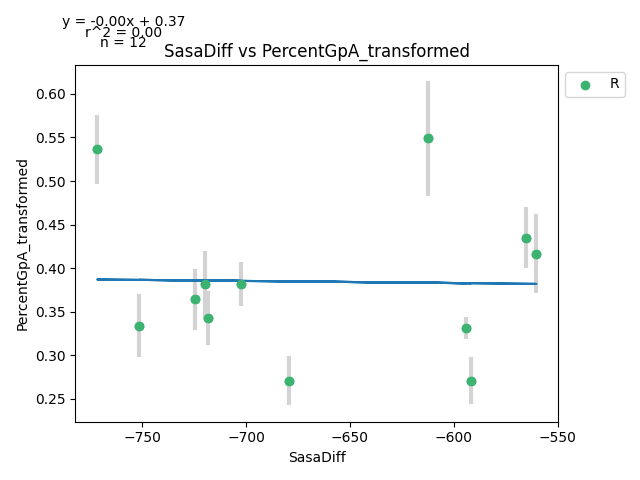 y = -0.00x + 0.37
r^2 = 0.00
n = 12
SasaDiff vs PercentGpA_transformed
R
0.60
0.55
0.50
0.45
0.40
0.35
0.30
0.25
PercentGpA_transformed
−750
−700
−650
−600
−550
SasaDiff